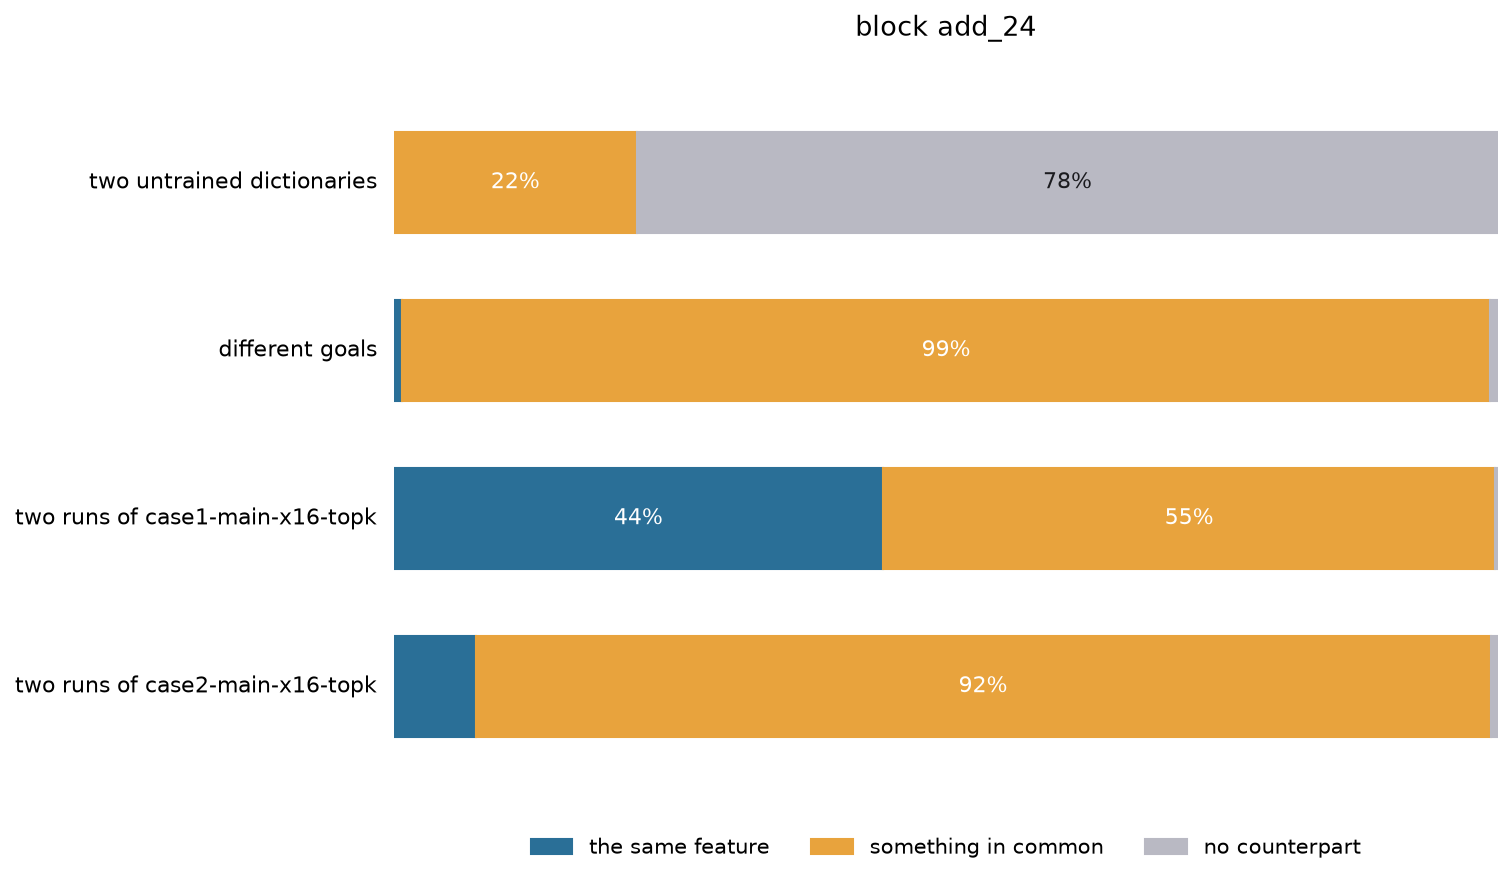 block add_24
two untrained dictionaries
22%
78%
different goals
99%
two runs of case1-main-x16-topk
44%
55%
two runs of case2-main-x16-topk
92%
the same feature
something in common
no counterpart